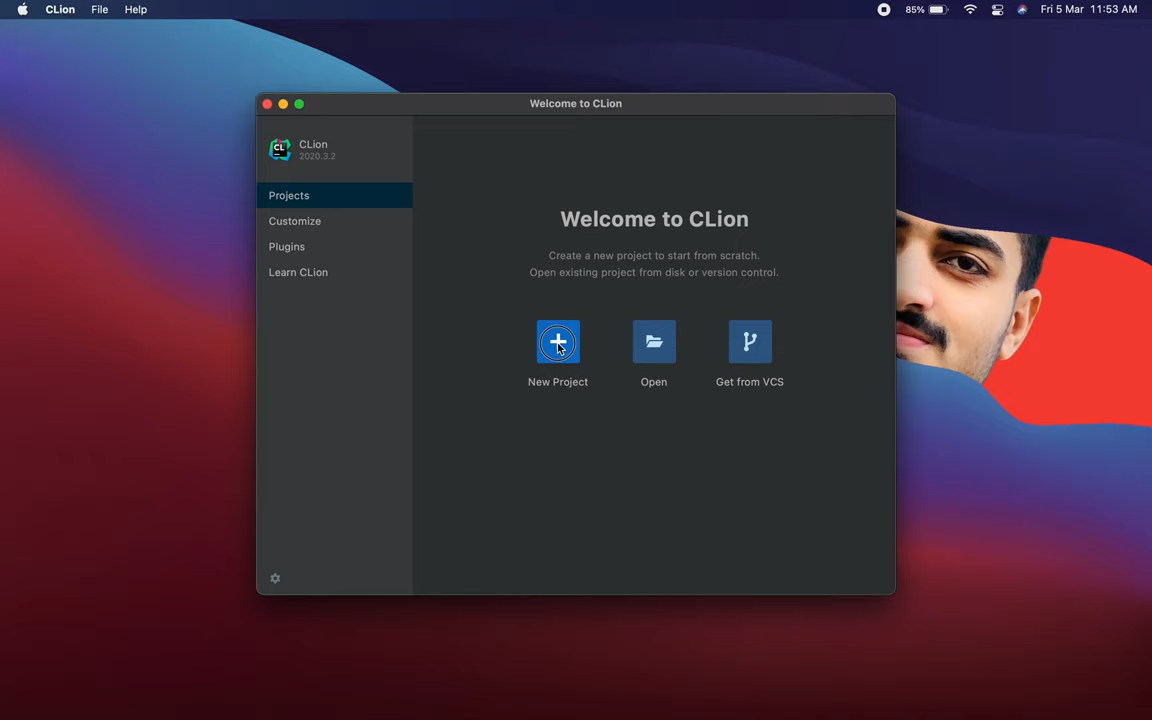 CLion File Help 85% Fri 5 Mar 11:53 AM
Welcome to CLion
CL
CLion
2020.3.2
Projects
Customize
Plugins
Learn CLion
Welcome to CLion
Create a new project to start from scratch.
Open existing project from disk or version control.
New Project Open Get from VCS